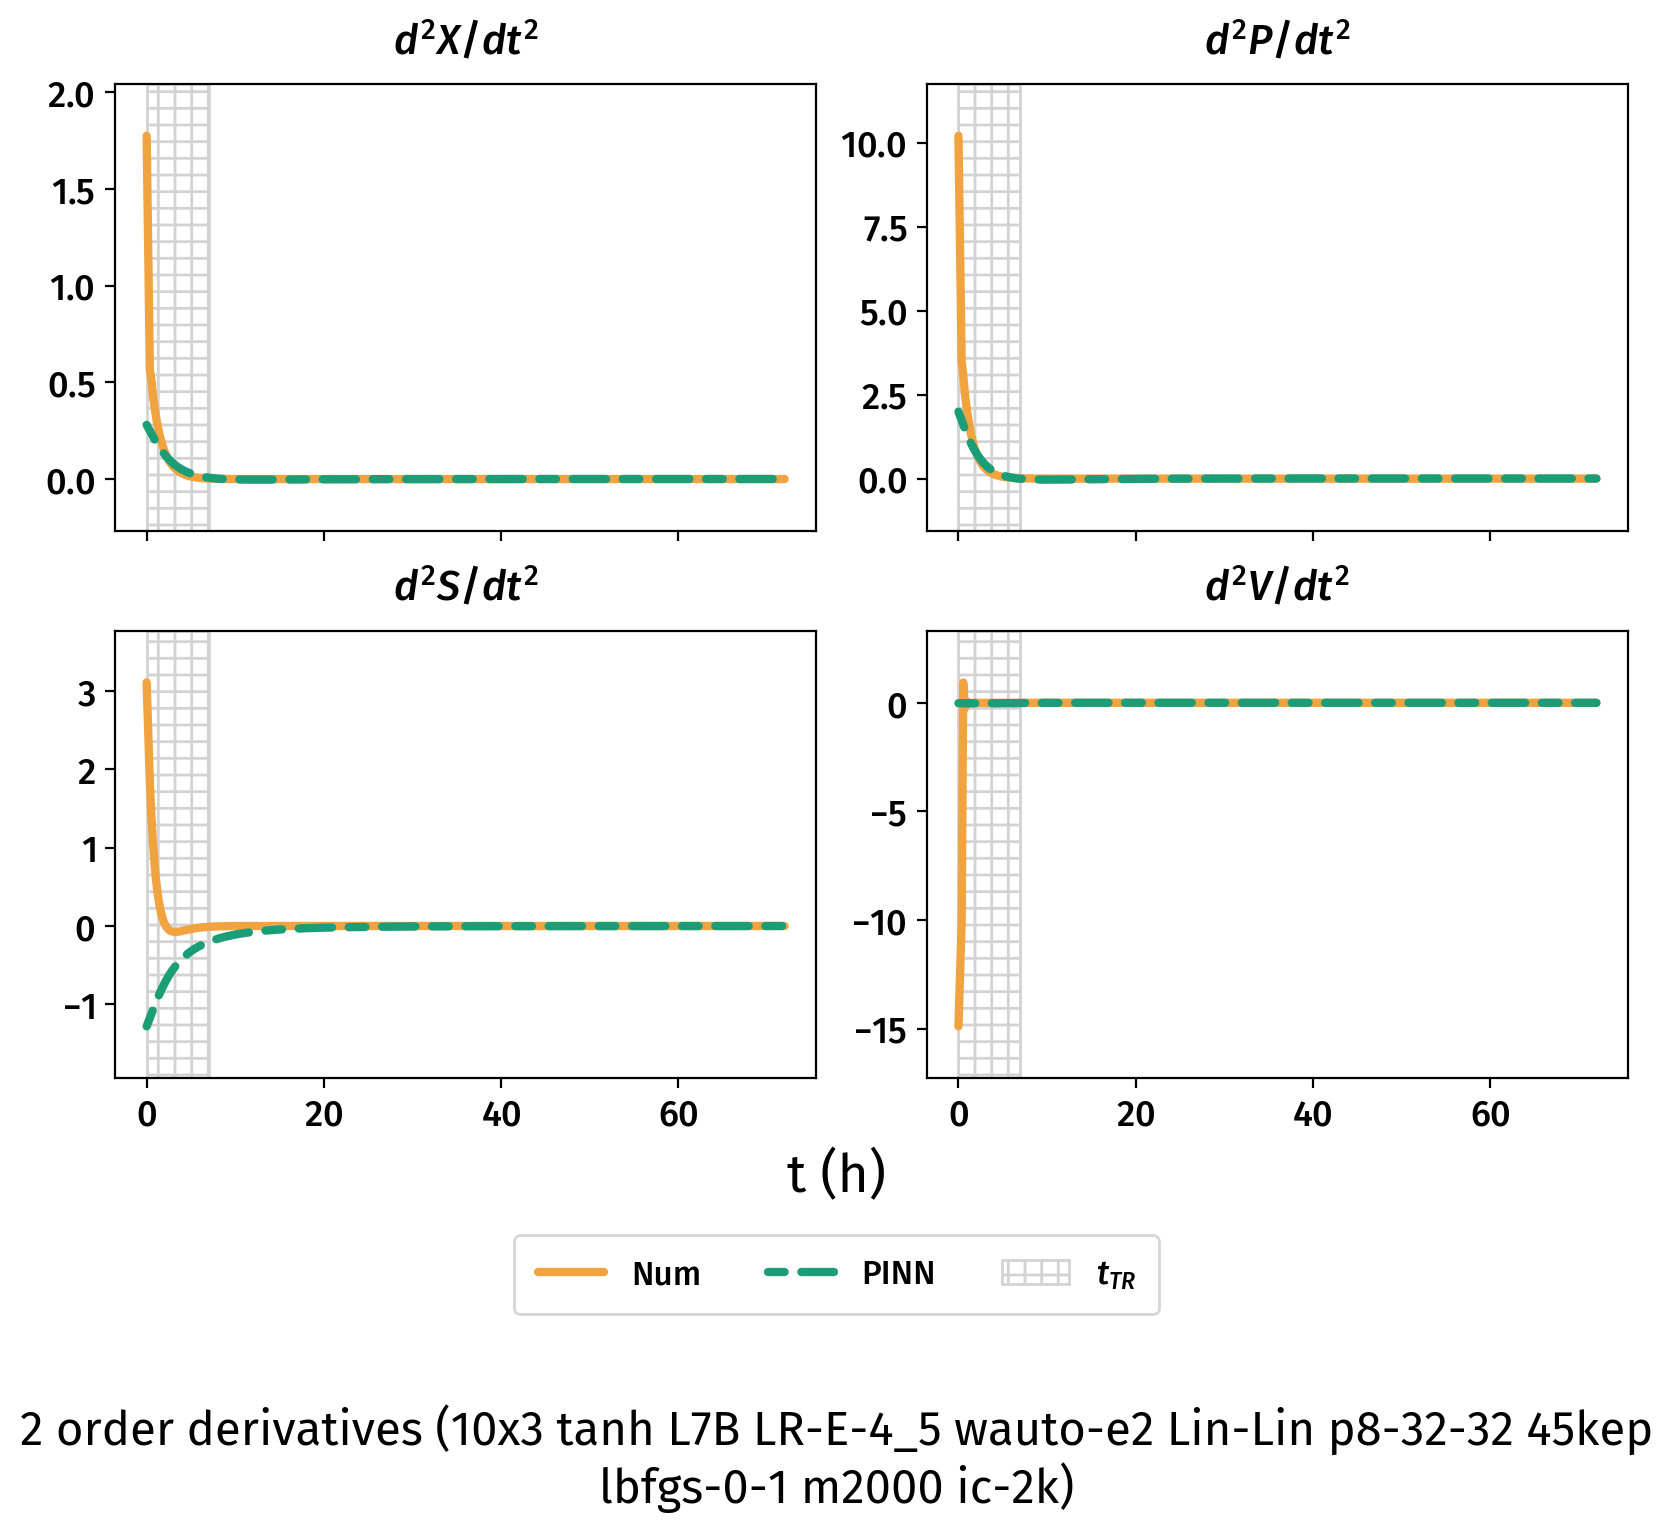 d²X/dt²
d²P/dt²
2.0
1.5
1.0
0.5
0.0
10.0
7.5
5.0
2.5
0.0
d²S/dt²
d²V/dt²
3
2
1
0
−1
0
−5
−10
−15
0 20 40 60
0 20 40 60
t (h)
Num PINN t_TR
2 order derivatives (10x3 tanh L7B LR-E-4_5 wauto-e2 Lin-Lin p8-32-32 45kep
lbfgs-0-1 m2000 ic-2k)